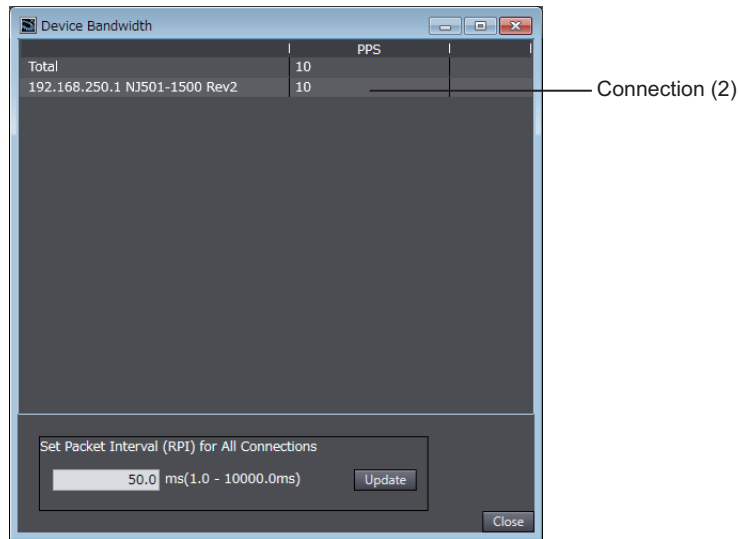 Device Bandwidth
PPS
Total 10
192.168.250.1 NJ501-1500 Rev2 10
Connection (2)
Set Packet Interval (RPI) for All Connections
50.0 ms(1.0 - 10000.0ms) Update
Close